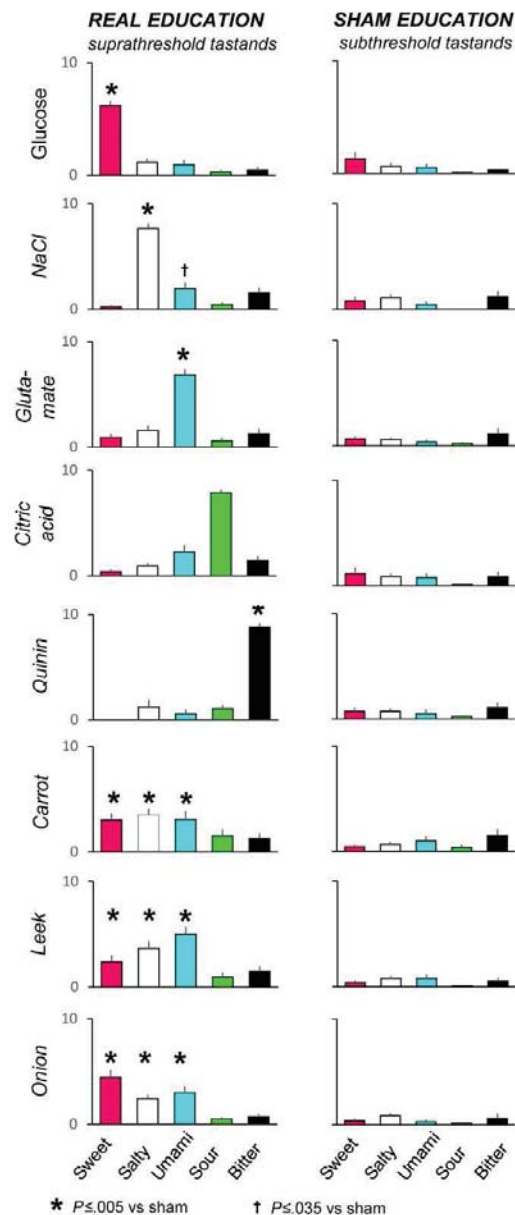 REAL EDUCATION
suprathreshold tastands
SHAM EDUCATION
subthreshold tastands
10
Glucose
0
10
NaCl
0
10
Gluta-
mate
0
10
Citric
acid
0
10
Quinin
0
10
Carrot
0
10
Leek
0
10
Onion
0
Sweet
Salty
Umami
Sour
Bitter
Sweet
Salty
Umami
Sour
Bitter
* P≤.005 vs sham † P≤.035 vs sham